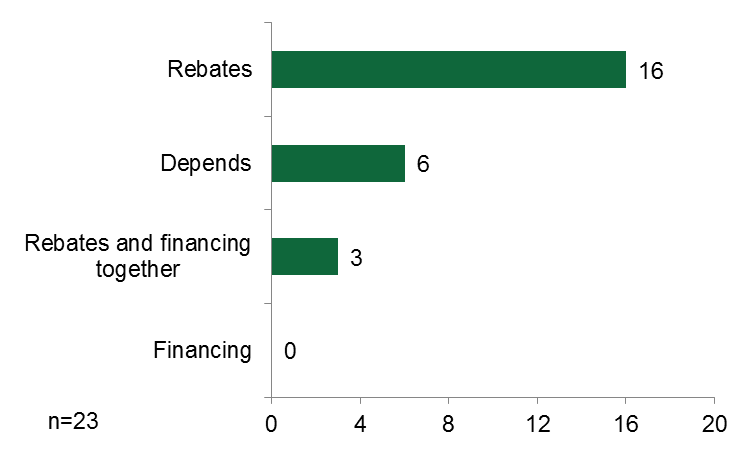 Rebates
16
Depends
6
Rebates and financing
together
3
Financing
0
n=23
0 4 8 12 16 20